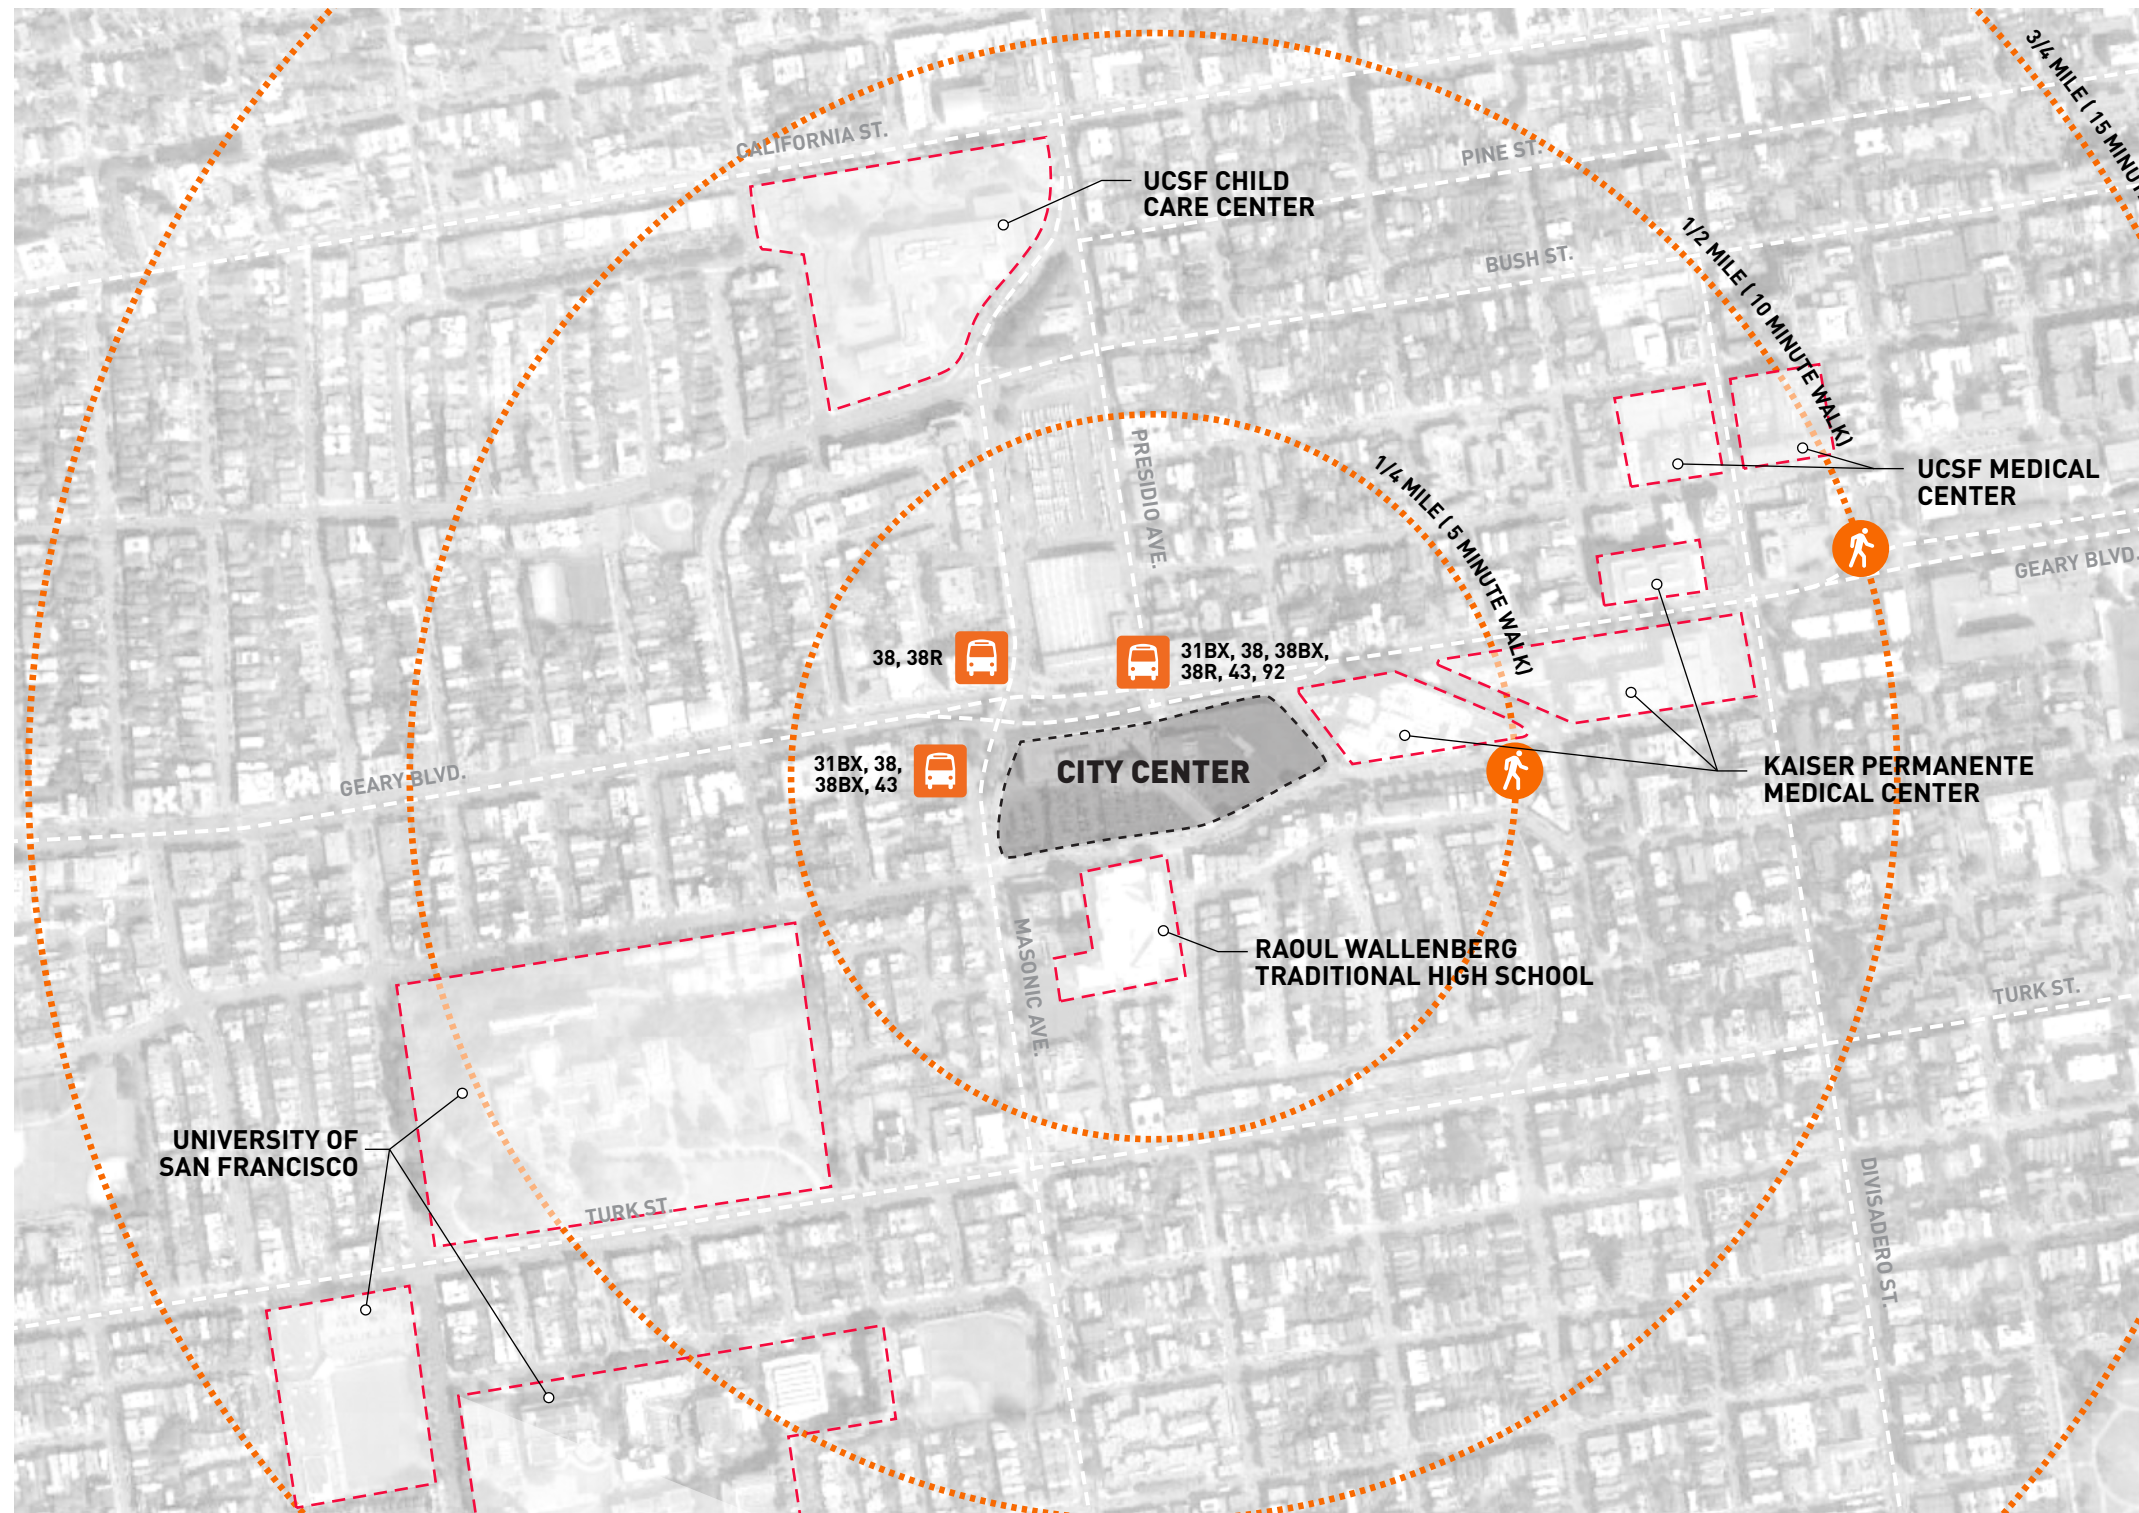 3/4 MILE ( 15 MINU
CALIFORNIA ST.
PINE ST.
UCSF CHILD
CARE CENTER
1/2 MILE ( 10 MINUTE WALK)
BUSH ST.
PRESIDIO AVE.
1/4 MILE ( 5 MINUTE WALK)
UCSF MEDICAL
CENTER
GEARY BLVD.
38, 38R
31BX, 38, 38BX,
38R, 43, 92
31BX, 38,
38BX, 43
CITY CENTER
GEARY BLVD.
KAISER PERMANENTE
MEDICAL CENTER
MASONIC AVE.
RAOUL WALLENBERG
TRADITIONAL HIGH SCHOOL
TURK ST.
UNIVERSITY OF
SAN FRANCISCO
TURK ST.
DIVISADERO ST.